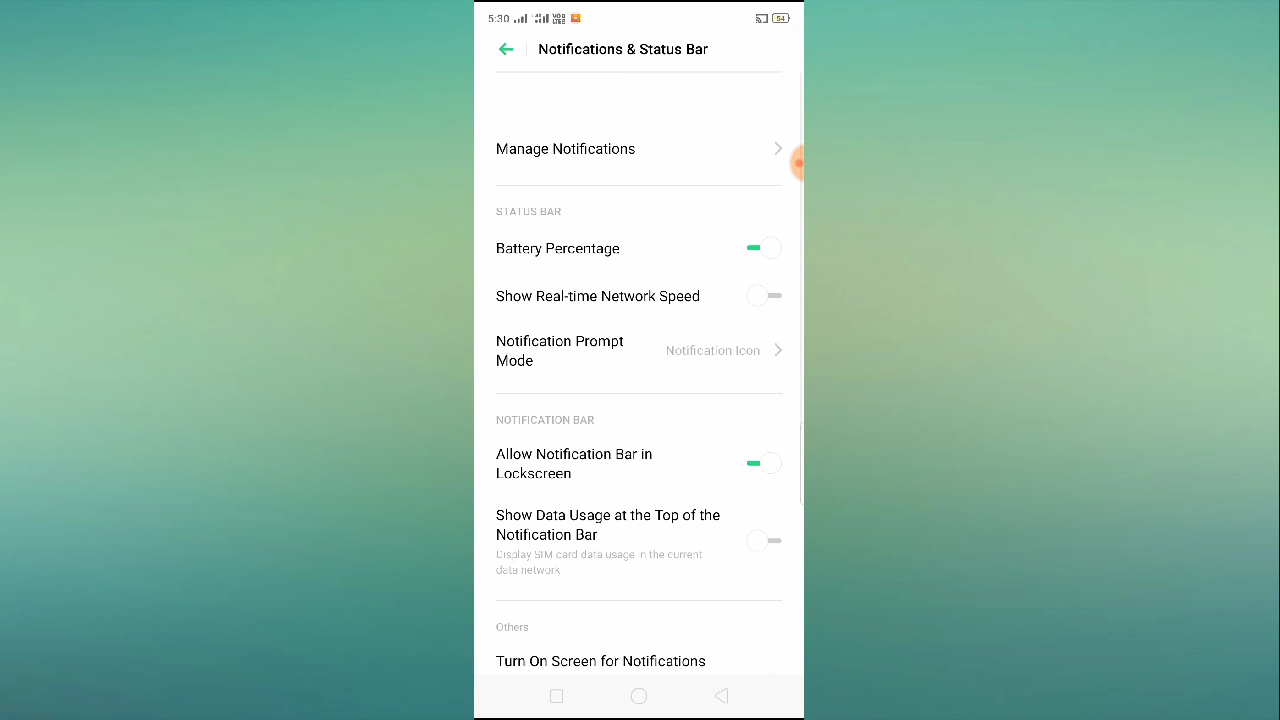 5:30 54
Notifications & Status Bar
Manage Notifications
STATUS BAR
Battery Percentage
Show Real-time Network Speed
Notification Prompt
Mode
Notification Icon
NOTIFICATION BAR
Allow Notification Bar in
Lockscreen
Show Data Usage at the Top of the
Notification Bar
Display SIM card data usage in the current
data network
Others
Turn On Screen for Notifications